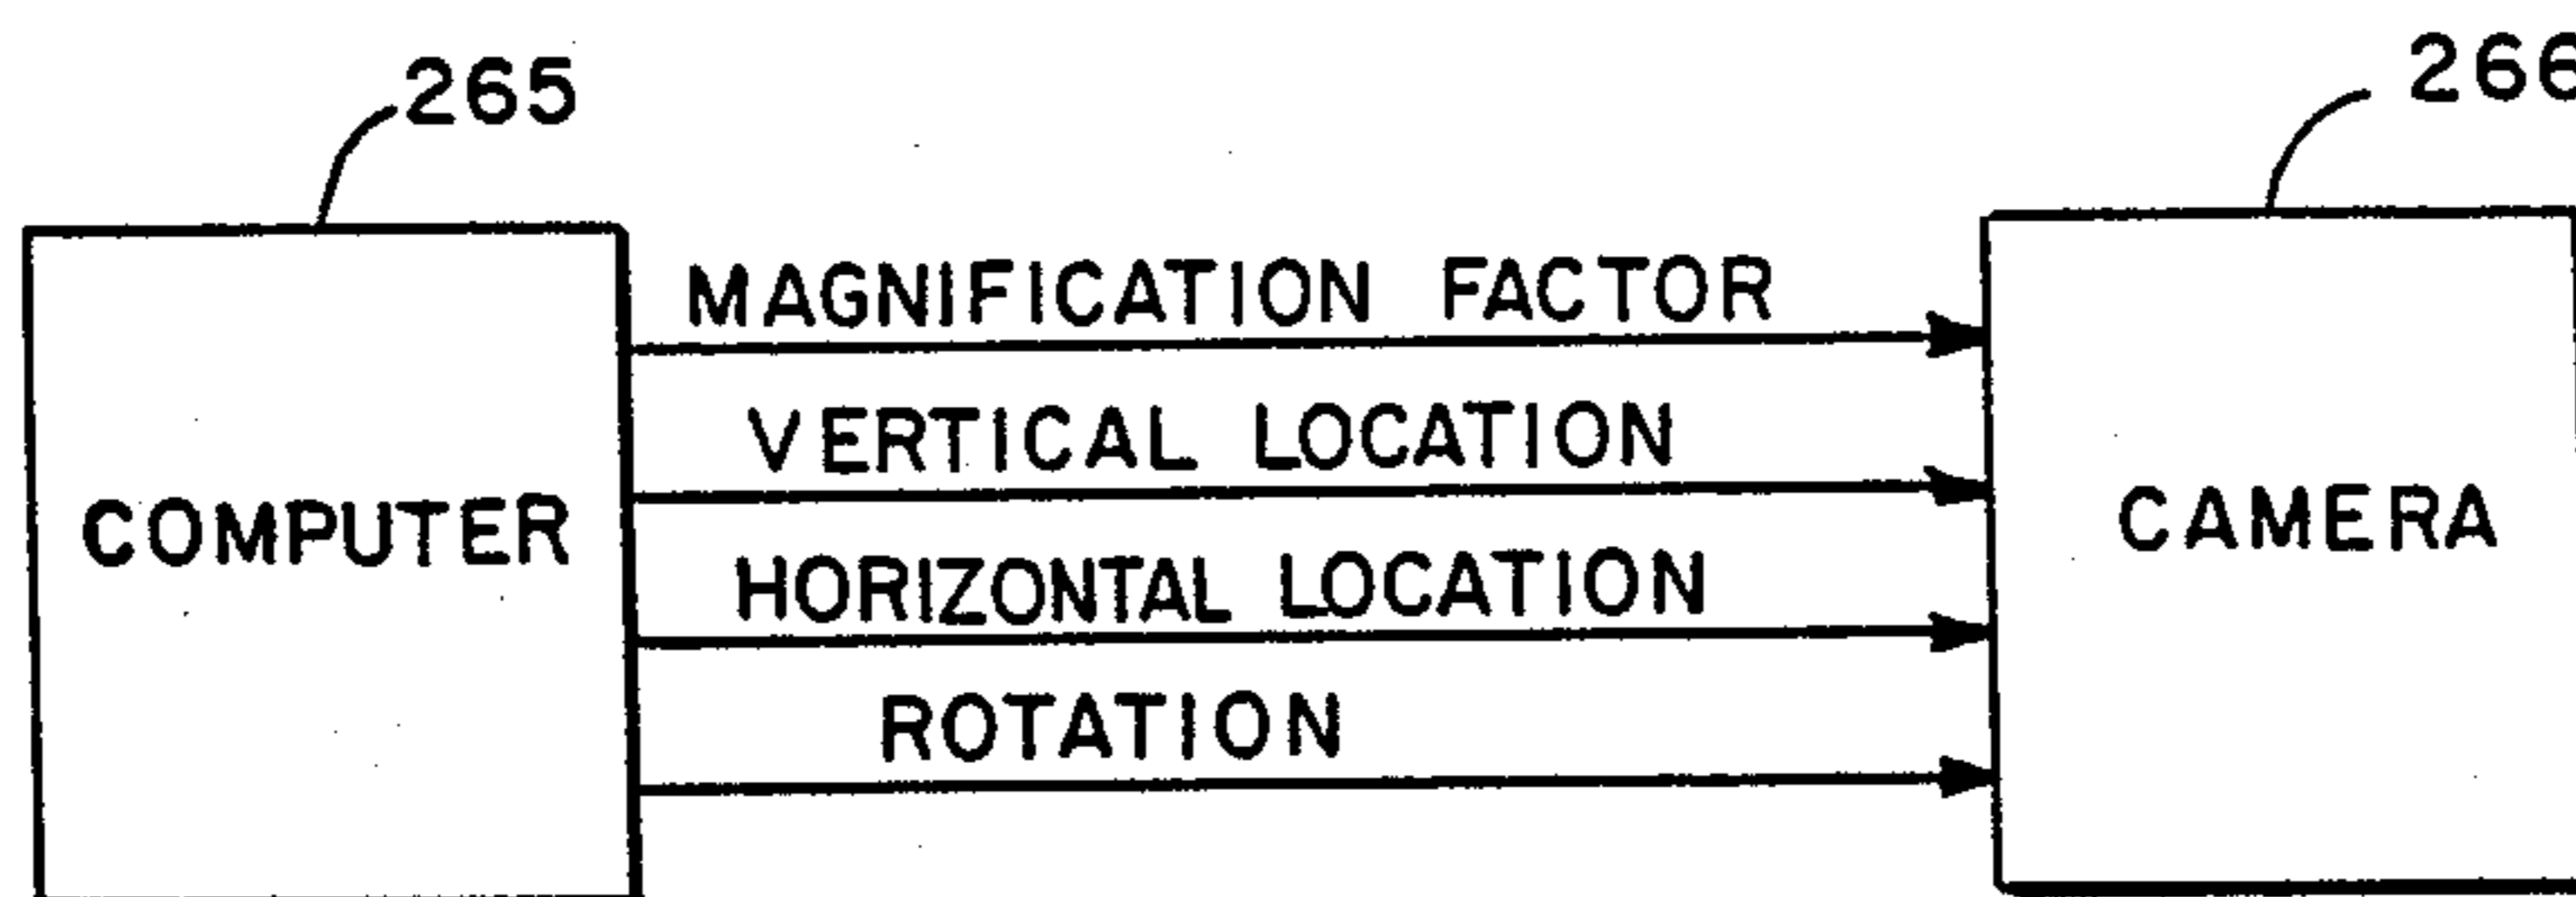 265
266
MAGNIFICATION FACTOR
VERTICAL LOCATION
COMPUTER
CAMERA
HORIZONTAL LOCATION
ROTATION